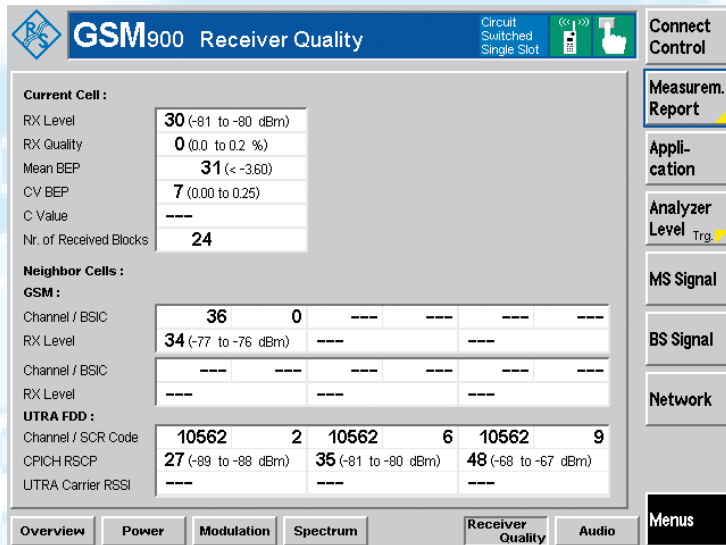 R S
GSM900 Receiver Quality
Circuit Switched Single Slot
Connect Control
Current Cell :
RX Level 30 (-81 to -80 dBm)
RX Quality 0 (0.0 to 0.2 %)
Mean BEP 31 (< -3.60)
CV BEP 7 (0.00 to 0.25)
C Value ---
Nr. of Received Blocks 24
Neighbor Cells :
GSM :
Channel / BSIC 36 0 --- --- --- ---
RX Level 34 (-77 to -76 dBm) --- ---
Channel / BSIC --- --- --- --- --- ---
RX Level --- --- ---
UTRA FDD :
Channel / SCR Code 10562 2 10562 6 10562 9
CPICH RSCP 27 (-89 to -88 dBm) 35 (-81 to -80 dBm) 48 (-68 to -67 dBm)
UTRA Carrier RSSI --- --- ---
Measurem. Report
Appli-
cation
Analyzer
Level Trg.
MS Signal
BS Signal
Network
Menus
Overview Power Modulation Spectrum Receiver Quality Audio